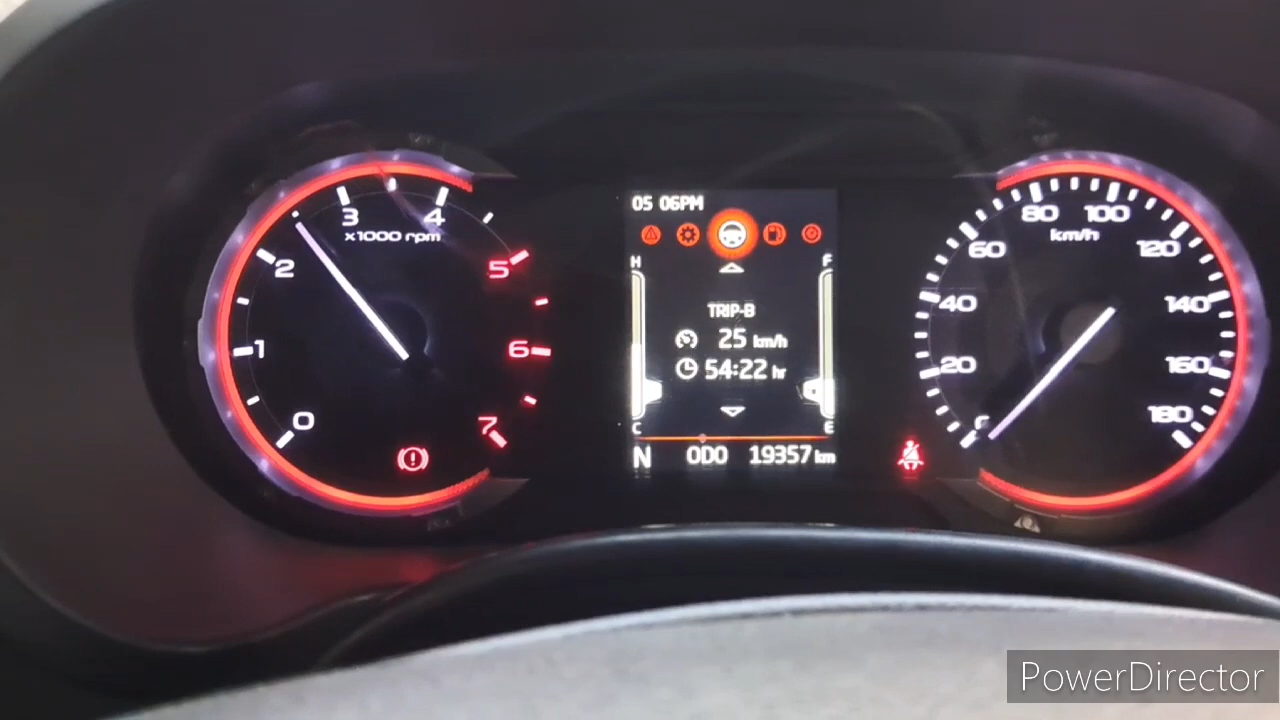 05 06PM
0
1
2
3
4
5
6
7
x1000 rpm
H
F
TRIP-B
25 km/h
54:22 hr
C
E
N ODO 19357 km
20
40
60
80
100
120
140
160
180
km/h
PowerDirector